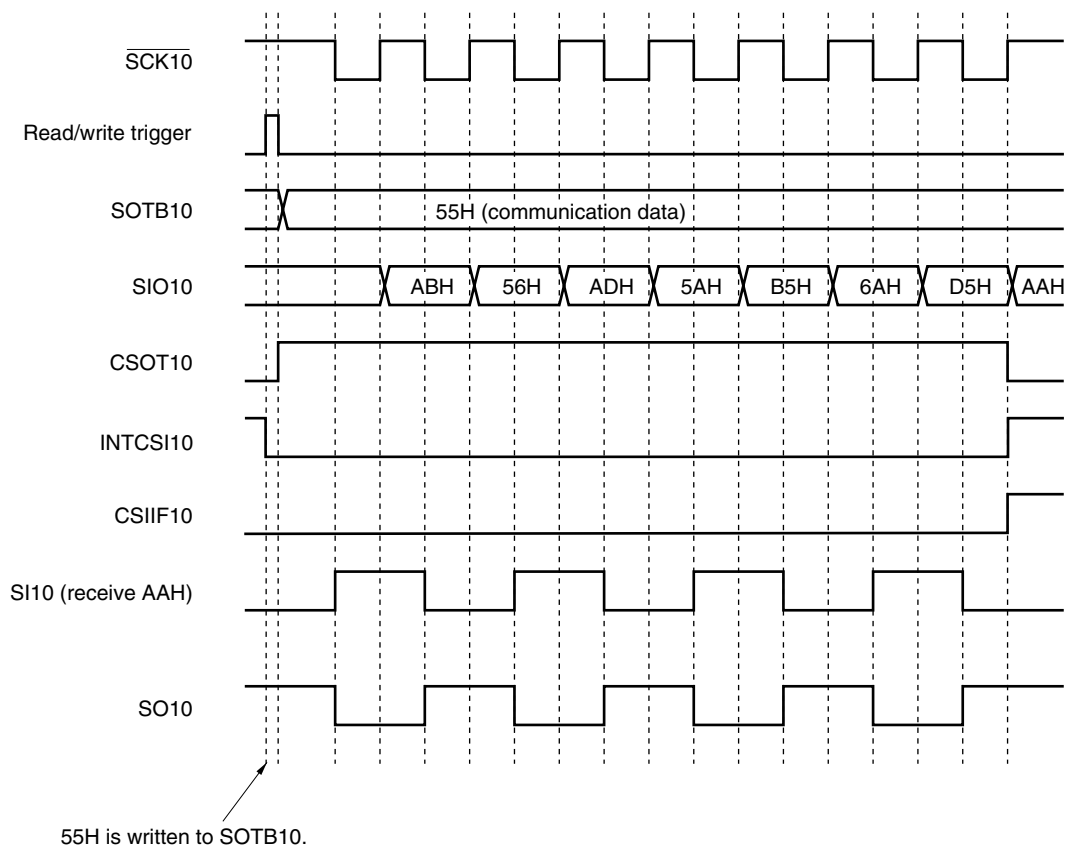 SCK10
Read/write trigger
SOTB10
55H (communication data)
SIO10
ABH 56H ADH 5AH B5H 6AH D5H AAH
CSOT10
INTCSI10
CSIIF10
SI10 (receive AAH)
SO10
55H is written to SOTB10.